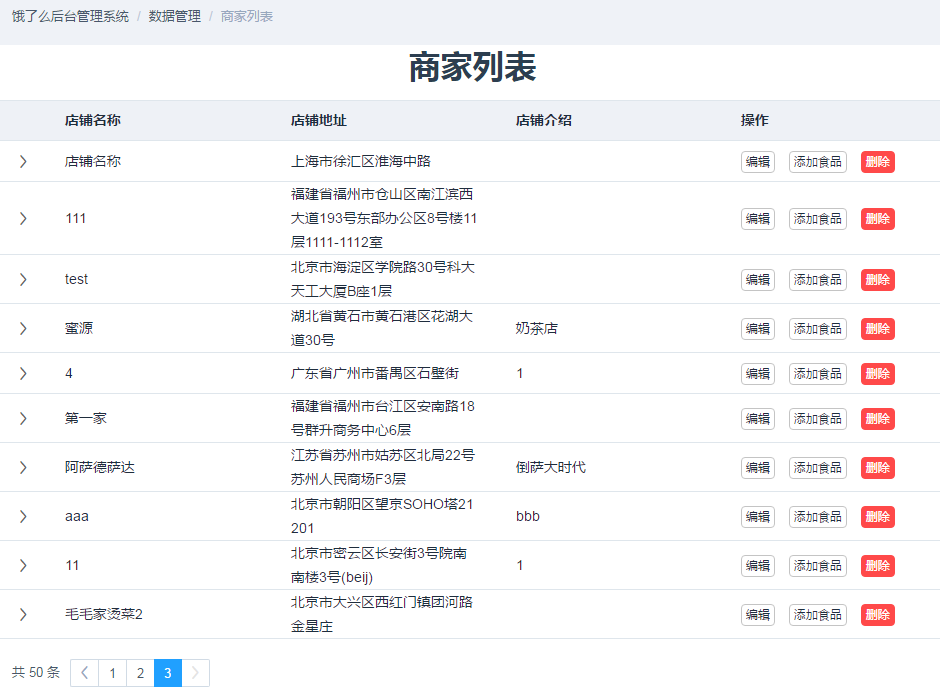 饿了么后台管理系统 / 数据管理 / 商家列表
商家列表
店铺名称 店铺地址 店铺介绍 操作
店铺名称 上海市徐汇区淮海中路 编辑 添加食品 删除
福建省福州市仓山区南江滨西
111 大道193号东部办公区8号楼11 编辑 添加食品 删除
层1111-1112室
北京市海淀区学院路30号科大
test 编辑 添加食品 删除
天工大厦B座1层
湖北省黄石市黄石港区花湖大
蜜源 奶茶店 编辑 添加食品 删除
道30号
4 广东省广州市番禺区石壁街 1 编辑 添加食品 删除
福建省福州市台江区安南路18
第一家 编辑 添加食品 删除
号群升商务中心6层
江苏省苏州市姑苏区北局22号
阿萨德萨达 倒萨大时代 编辑 添加食品 删除
苏州人民商场F3层
北京市朝阳区望京SOHO塔21
aaa bbb 编辑 添加食品 删除
201
北京市密云区长安街3号院南
11 1 编辑 添加食品 删除
南楼3号(beij)
北京市大兴区西红门镇团河路
毛毛家烫菜2 编辑 添加食品 删除
金星庄
共 50 条 1 2 3